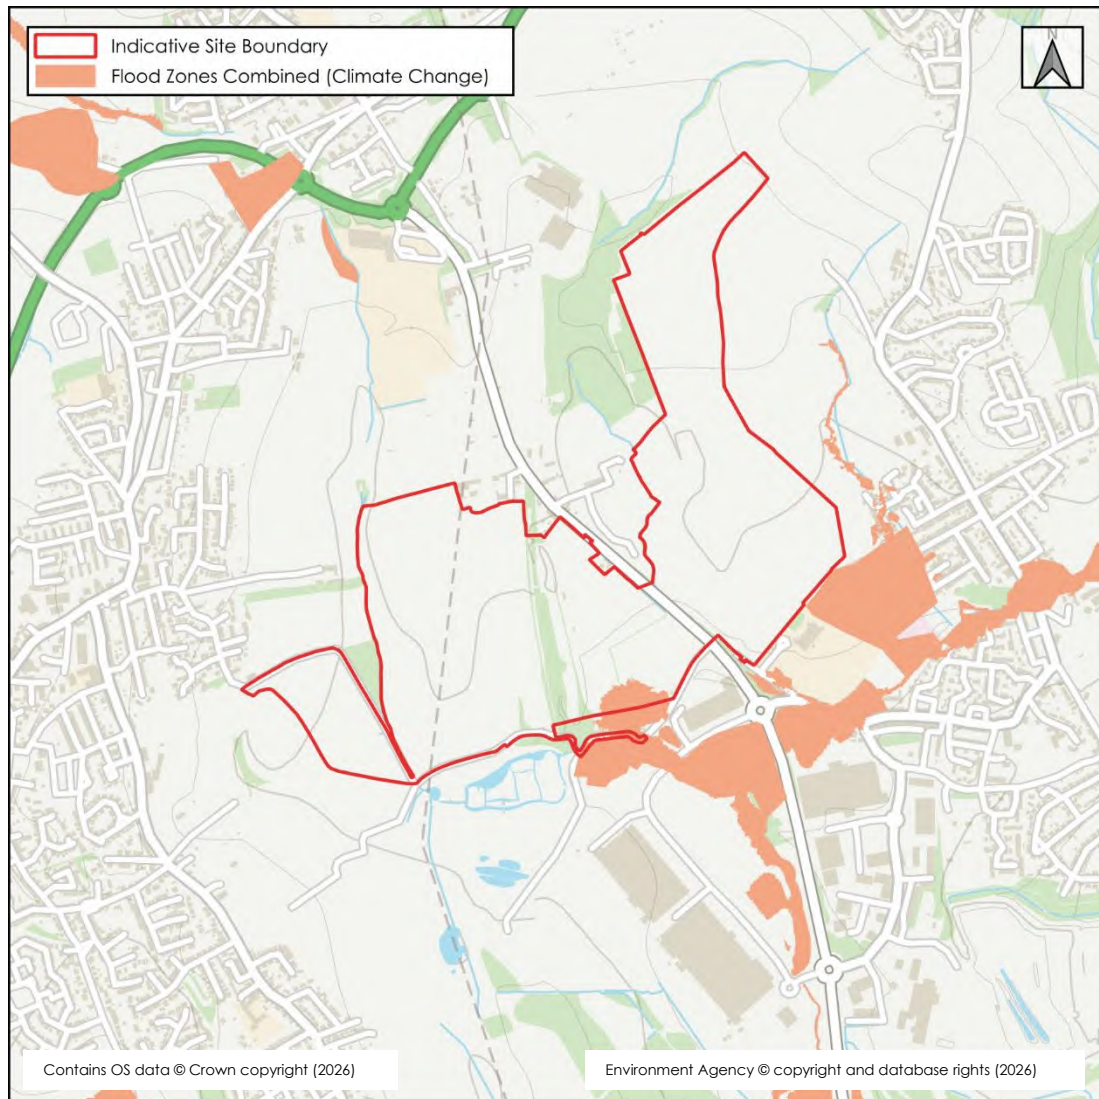 Indicative Site Boundary
Flood Zones Combined (Climate Change)
N
Contains OS data © Crown copyright (2026)
Environment Agency © copyright and database rights (2026)